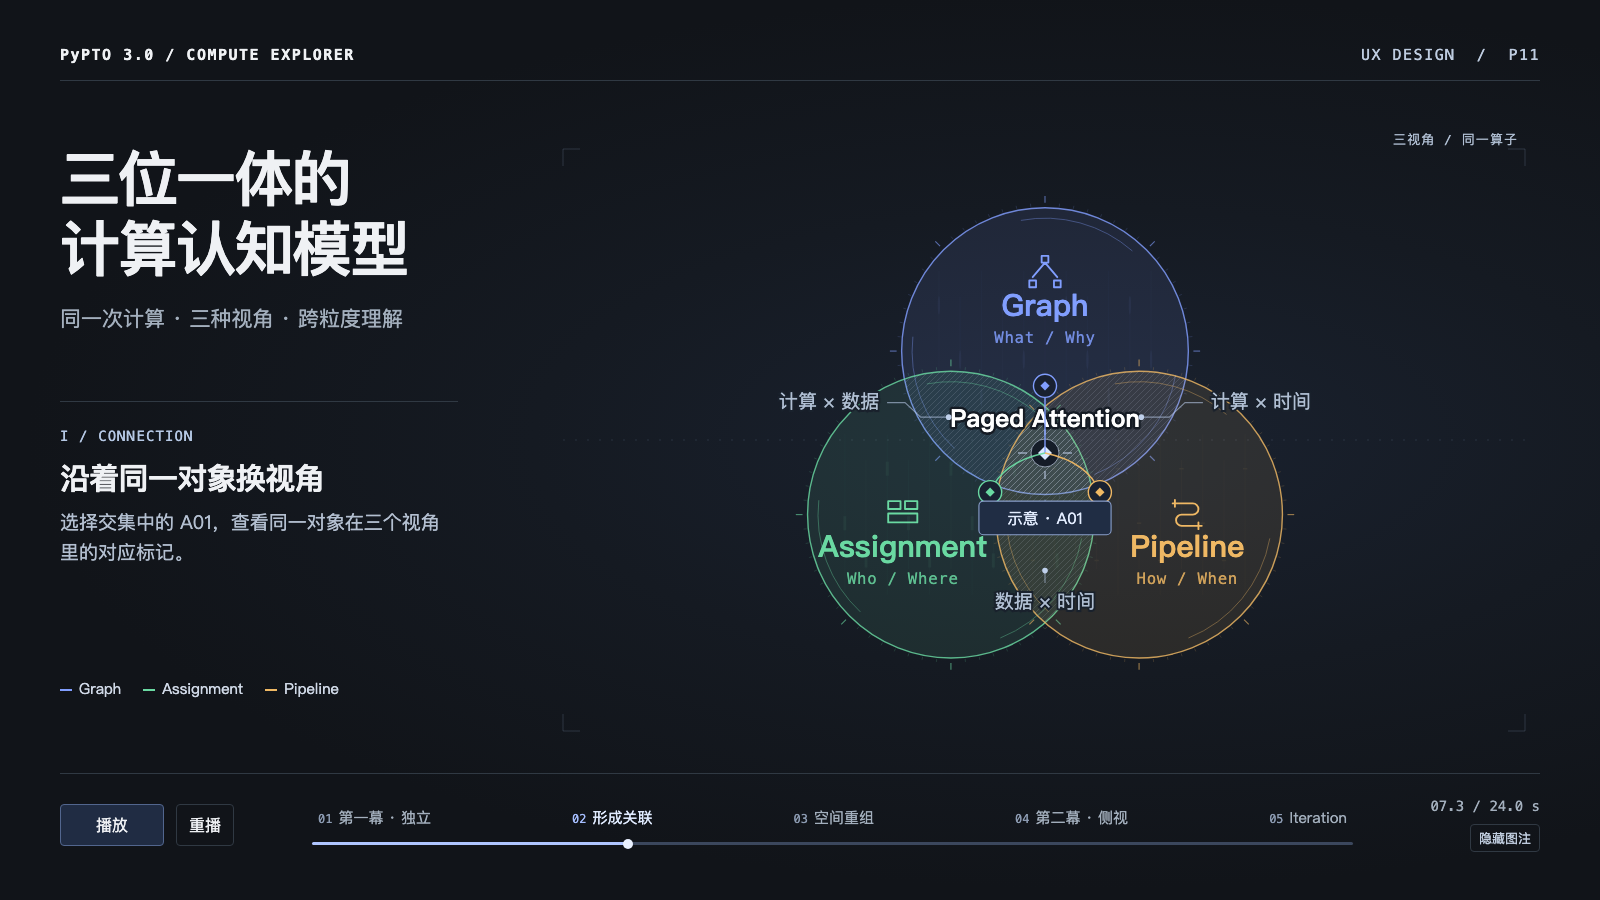 PyPTO 3.0 / COMPUTE EXPLORER
UX DESIGN / P11
三视角 / 同一算子
三位一体的
计算认知模型
同一次计算 · 三种视角 · 跨粒度理解
I / CONNECTION
沿着同一对象换视角
选择交集中的 A01，查看同一对象在三个视角
里的对应标记。
Graph
Assignment
Pipeline
Graph
What / Why
计算 × 数据
计算 × 时间
Paged Attention
示意 · A01
Assignment
Who / Where
Pipeline
How / When
数据 × 时间
播放
重播
01 第一幕 · 独立
02 形成关联
03 空间重组
04 第二幕 · 侧视
05 Iteration
07.3 / 24.0 s
隐藏图注